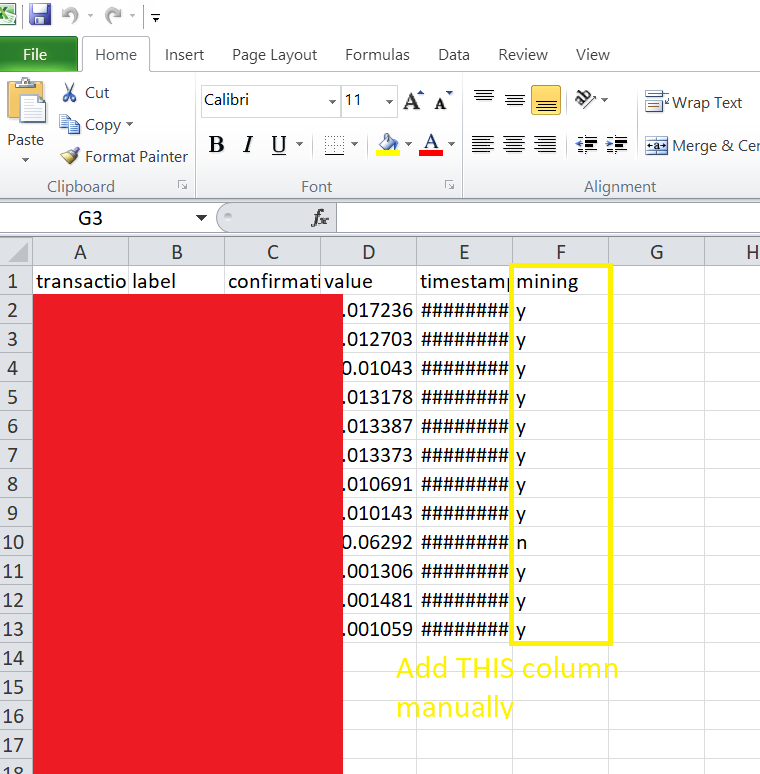 File Home Insert Page Layout Formulas Data Review View
Cut
Copy
Format Painter
Paste
Calibri 11
A A
B I U A
Wrap Text
Merge & Cer
Clipboard Font Alignment
G3 fx
A B C D E F G H
1 transactio label confirmati value timestamp mining
2 .017236 ######## y
3 .012703 ######## y
4 0.01043 ######## y
5 .013178 ######## y
6 .013387 ######## y
7 .013373 ######## y
8 .010691 ######## y
9 .010143 ######## y
10 0.06292 ######## n
11 .001306 ######## y
12 .001481 ######## y
13 .001059 ######## y
14
Add THIS column
15
manually
16
17
18